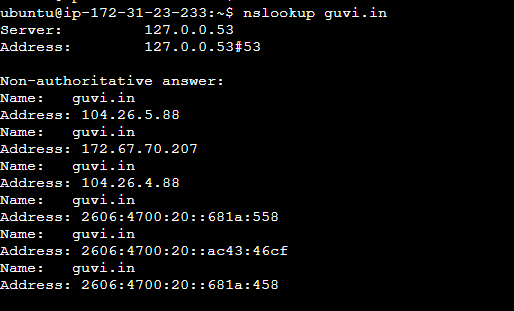 ubuntu@ip-172-31-23-233:~$ nslookup guvi.in
Server:         127.0.0.53
Address:        127.0.0.53#53

Non-authoritative answer:
Name:   guvi.in
Address: 104.26.5.88
Name:   guvi.in
Address: 172.67.70.207
Name:   guvi.in
Address: 104.26.4.88
Name:   guvi.in
Address: 2606:4700:20::681a:558
Name:   guvi.in
Address: 2606:4700:20::ac43:46cf
Name:   guvi.in
Address: 2606:4700:20::681a:458